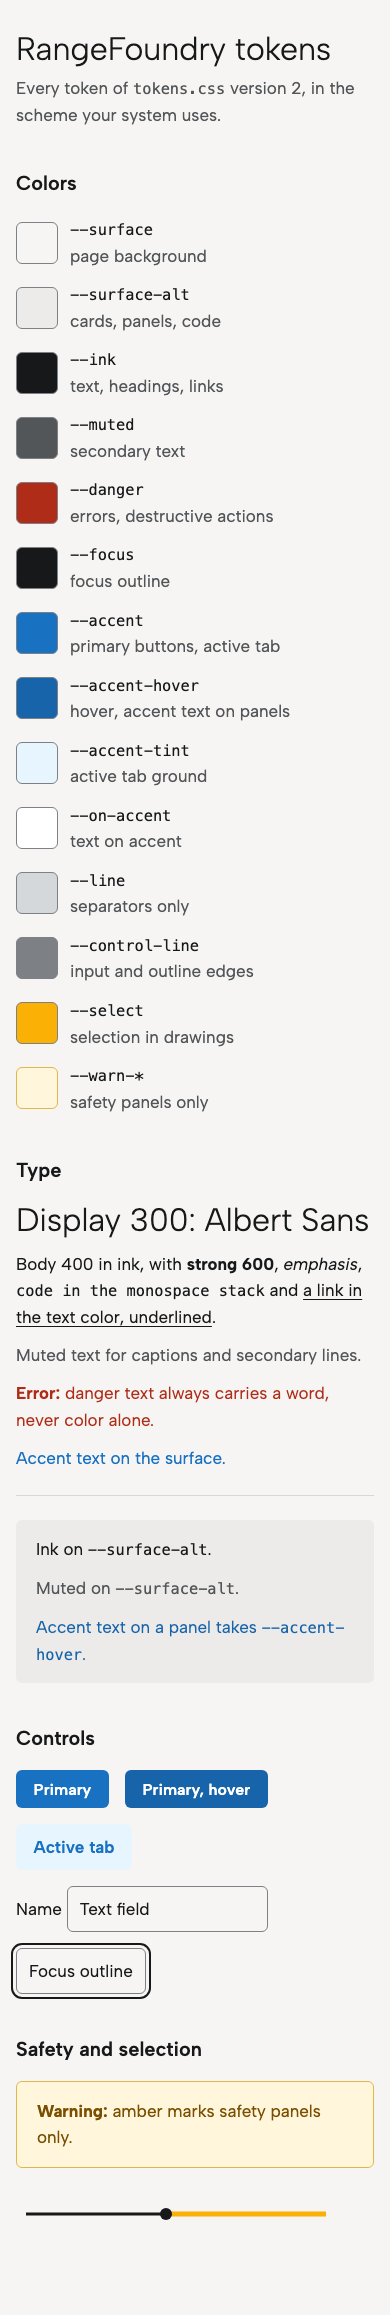 RangeFoundry tokens
Every token of tokens.css version 2, in the
scheme your system uses.
Colors
--surface
page background
--surface-alt
cards, panels, code
--ink
text, headings, links
--muted
secondary text
--danger
errors, destructive actions
--focus
focus outline
--accent
primary buttons, active tab
--accent-hover
hover, accent text on panels
--accent-tint
active tab ground
--on-accent
text on accent
--line
separators only
--control-line
input and outline edges
--select
selection in drawings
--warn-*
safety panels only
Type
Display 300: Albert Sans
Body 400 in ink, with strong 600, emphasis,
code in the monospace stack and a link in
the text color, underlined.
Muted text for captions and secondary lines.
Error: danger text always carries a word,
never color alone.
Accent text on the surface.
Ink on --surface-alt.
Muted on --surface-alt.
Accent text on a panel takes --accent-
hover.
Controls
Primary
Primary, hover
Active tab
Name Text field
Focus outline
Safety and selection
Warning: amber marks safety panels
only.